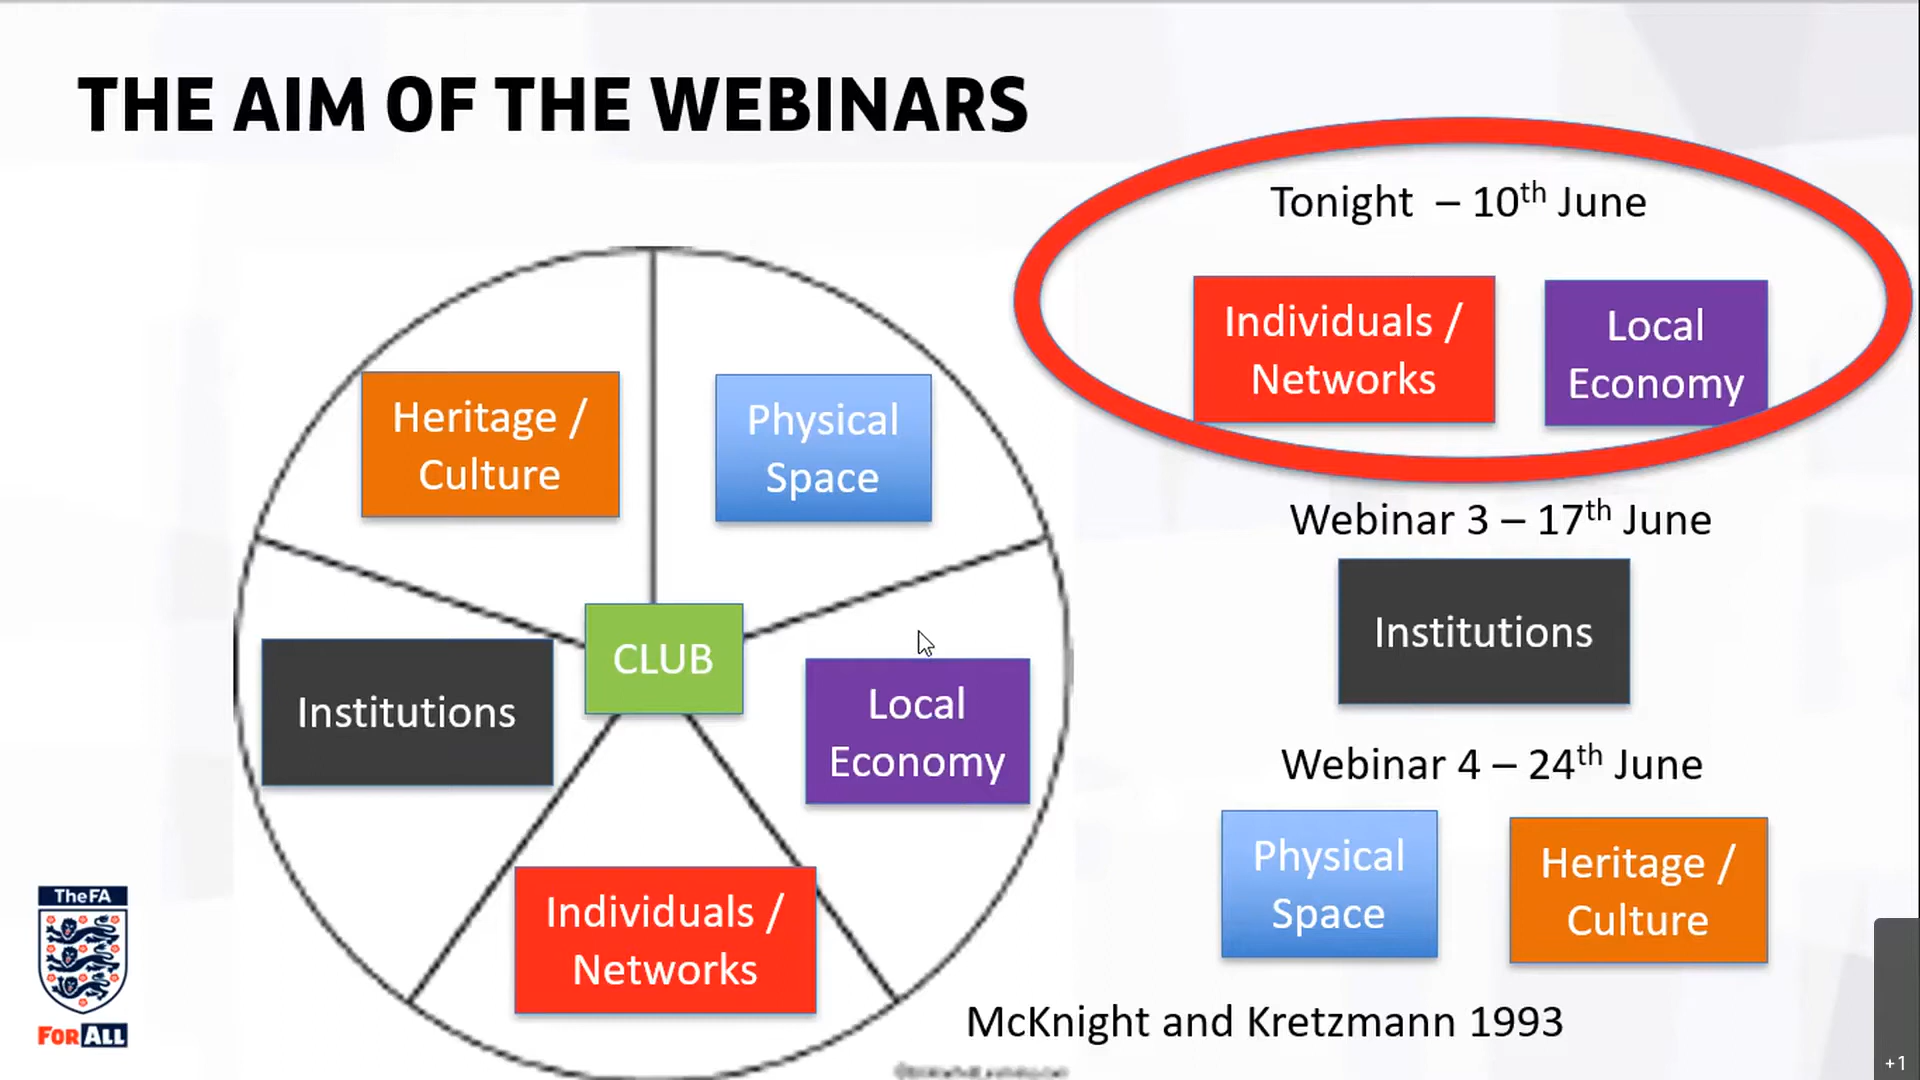 THE AIM OF THE WEBINARS
Tonight – 10th June
Individuals /
Networks
Local
Economy
Heritage /
Culture
Physical
Space
Webinar 3 – 17th June
Institutions
CLUB
Institutions
Local
Economy
Webinar 4 – 24th June
Physical
Space
Heritage /
Culture
Individuals /
Networks
TheFA
FORALL
McKnight and Kretzmann 1993
+1